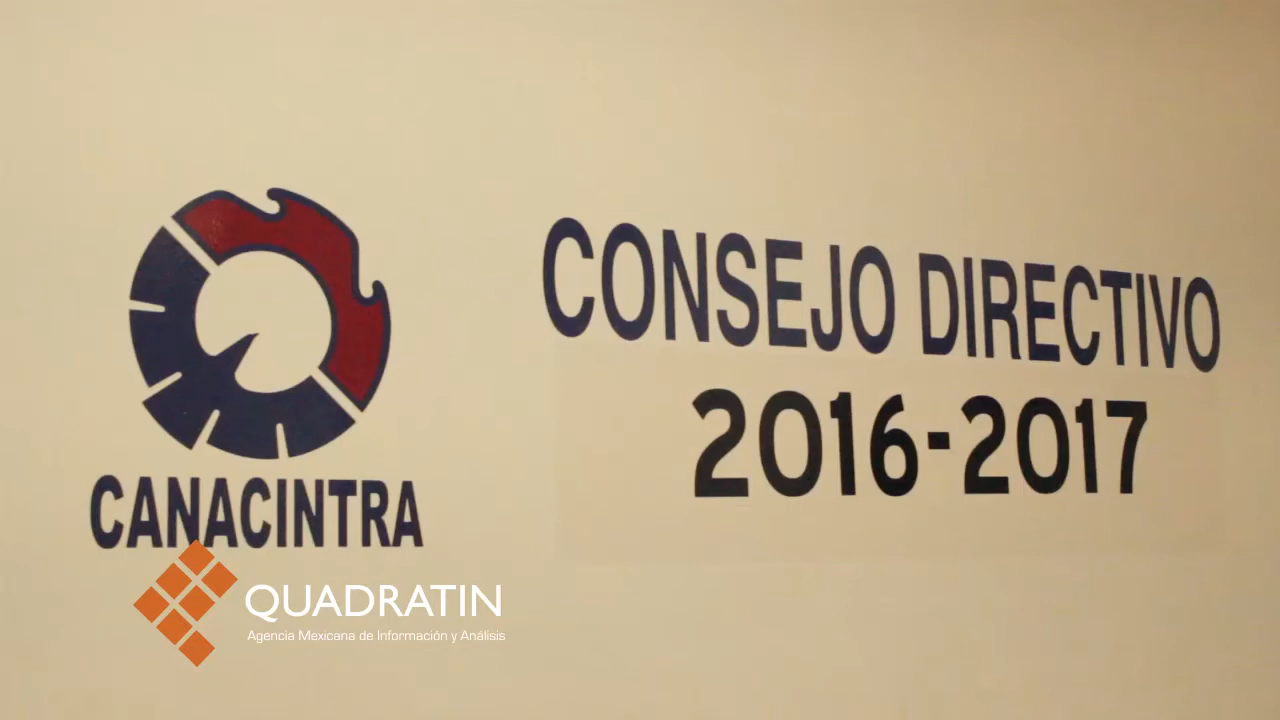 CONSEJO DIRECTIVO
2016-2017
CANACINTRA
QUADRATIN
Agencia Mexicana de Información y Análisis